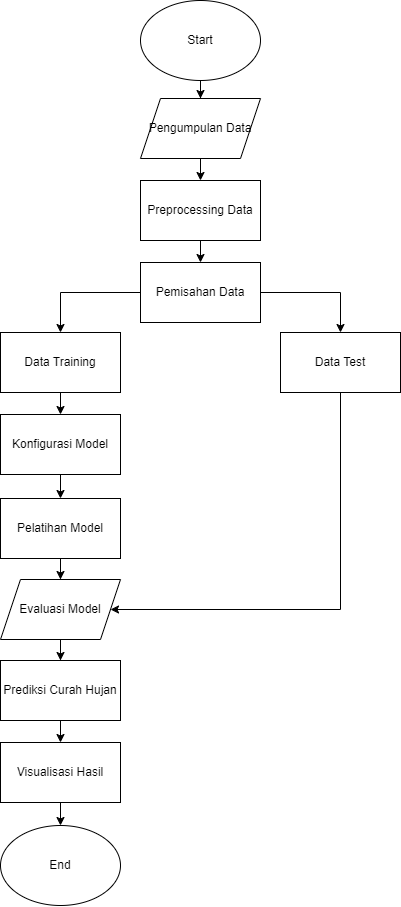 Start
Pengumpulan Data
Preprocessing Data
Pemisahan Data
Data Training
Data Test
Konfigurasi Model
Pelatihan Model
Evaluasi Model
Prediksi Curah Hujan
Visualisasi Hasil
End